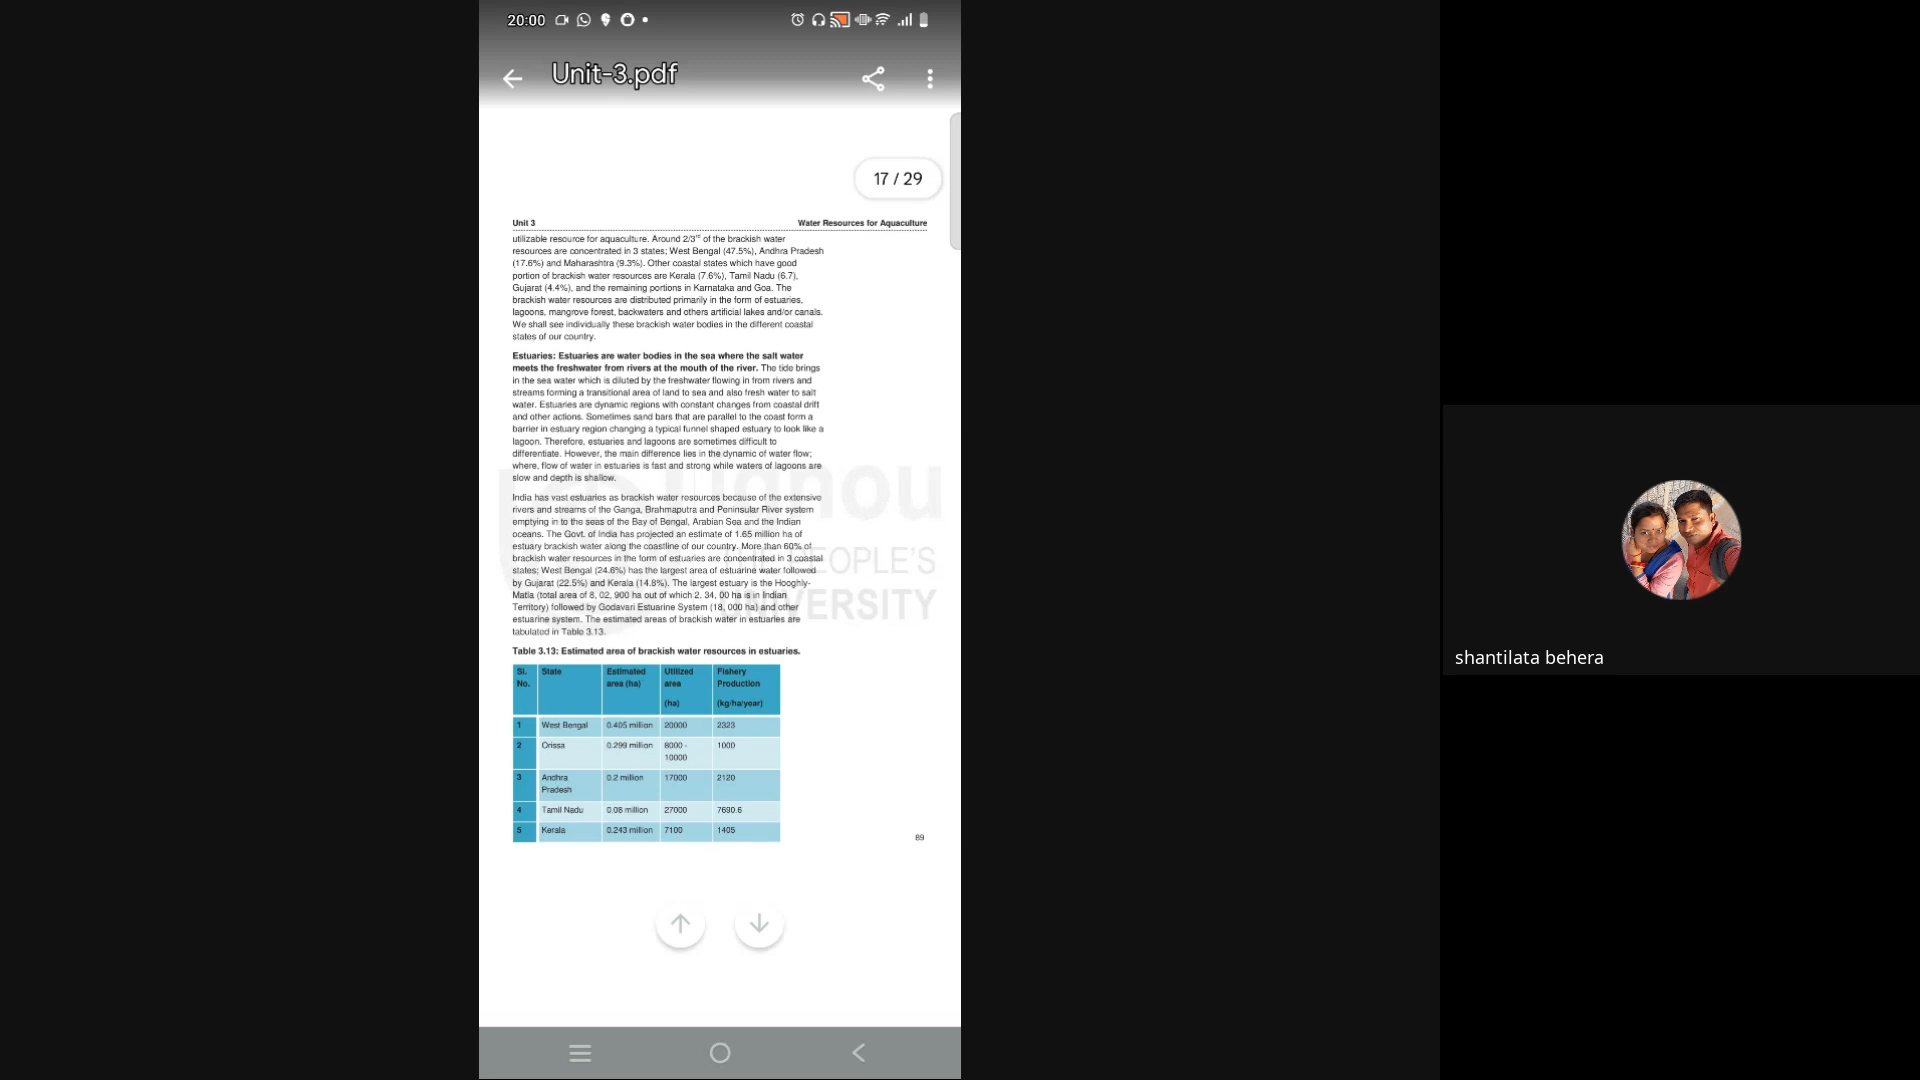 20:00
Unit-3.pdf
17 / 29
Unit 3 Water Resources for Aquaculture
utilizable resource for aquaculture. Around 2/3rd of the brackish water
resources are concentrated in 3 states; West Bengal (47.5%), Andhra Pradesh
(17.6%) and Maharashtra (9.3%). Other coastal states which have good
portion of brackish water resources are Kerala (7.6%), Tamil Nadu (6.7),
Gujarat (4.4%), and the remaining portions in Karnataka and Goa. The
brackish water resources are distributed primarily in the form of estuaries,
lagoons, mangrove forest, backwaters and others artificial lakes and/or canals.
We shall see individually these brackish water bodies in the different coastal
states of our country.
Estuaries: Estuaries are water bodies in the sea where the salt water
meets the freshwater from rivers at the mouth of the river. The tide brings
in the sea water which is diluted by the freshwater flowing in from rivers and
streams forming a transitional area of land to sea and also fresh water to salt
water. Estuaries are dynamic regions with constant changes from coastal drift
and other actions. Sometimes sand bars that are parallel to the coast form a
barrier in estuary region changing a typical funnel shaped estuary to look like a
lagoon. Therefore, estuaries and lagoons are sometimes difficult to
differentiate. However, the main difference lies in the dynamic of water flow;
where, flow of water in estuaries is fast and strong while waters of lagoons are
slow and depth is shallow.
India has vast estuaries as brackish water resources because of the extensive
rivers and streams of the Ganga, Brahmaputra and Peninsular River system
emptying in to the seas of the Bay of Bengal, Arabian Sea and the Indian
oceans. The Govt. of India has projected an estimate of 1.65 million ha of
estuary brackish water along the coastline of our country. More than 60% of
brackish water resources in the form of estuaries are concentrated in 3 coastal
states; West Bengal (24.6%) has the largest area of estuarine water followed
by Gujarat (22.5%) and Kerala (14.8%). The largest estuary is the Hooghly-
Matla (total area of 8, 02, 900 ha out of which 2, 34, 00 ha is in Indian
Territory) followed by Godavari Estuarine System (18, 000 ha) and other
estuarine system. The estimated areas of brackish water in estuaries are
tabulated in Table 3.13.
ignou
PEOPLE'S
UNIVERSITY
Table 3.13: Estimated area of brackish water resources in estuaries.
Sl. No. State Estimated area (ha) Utilized area (ha) Fishery Production (kg/ha/year)
1 West Bengal 0.405 million 20000 2323
2 Orissa 0.299 million 8000 - 10000 1000
3 Andhra Pradesh 0.2 million 17000 2120
4 Tamil Nadu 0.08 million 27000 7690.6
5 Kerala 0.243 million 7100 1405
89
shantilata behera